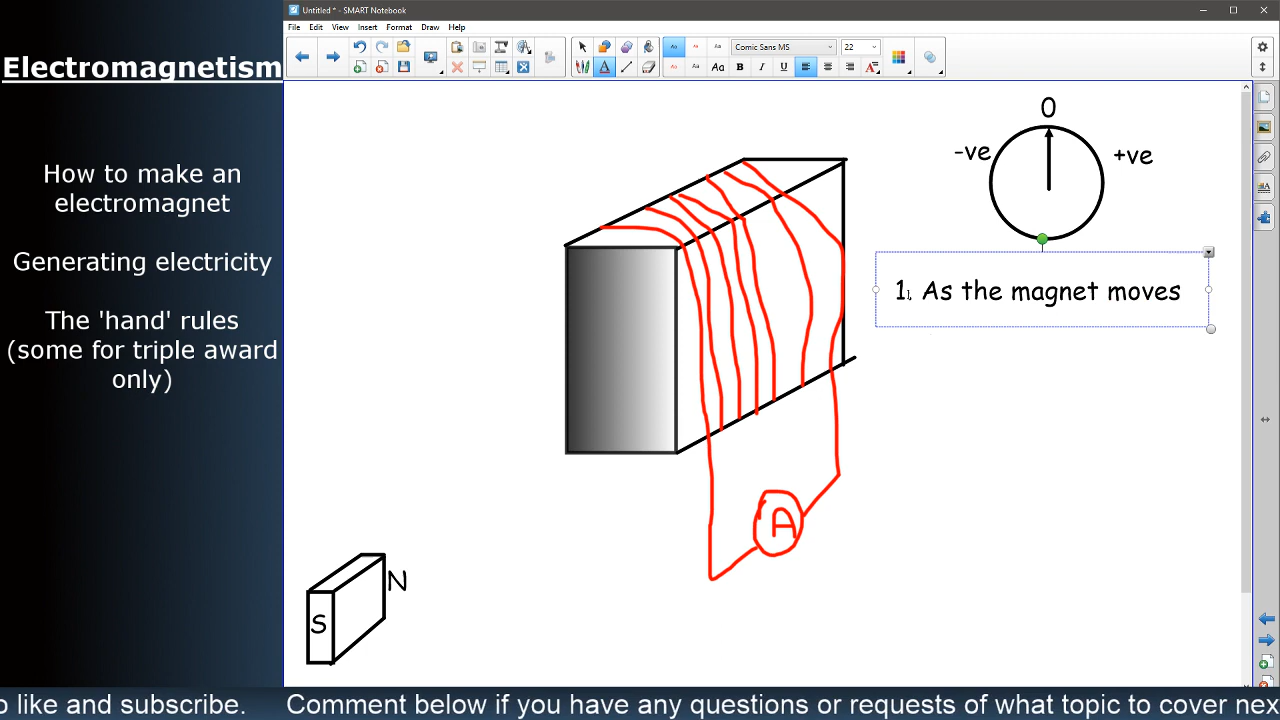 Untitled * - SMART Notebook
File Edit View Insert Format Draw Help
Comic Sans MS 22
B I U
Electromagnetism
How to make an
electromagnet
Generating electricity
The 'hand' rules
(some for triple award
only)
0
-ve +ve
1. As the magnet moves
A
N
S
o like and subscribe. Comment below if you have any questions or requests of what topic to cover nex